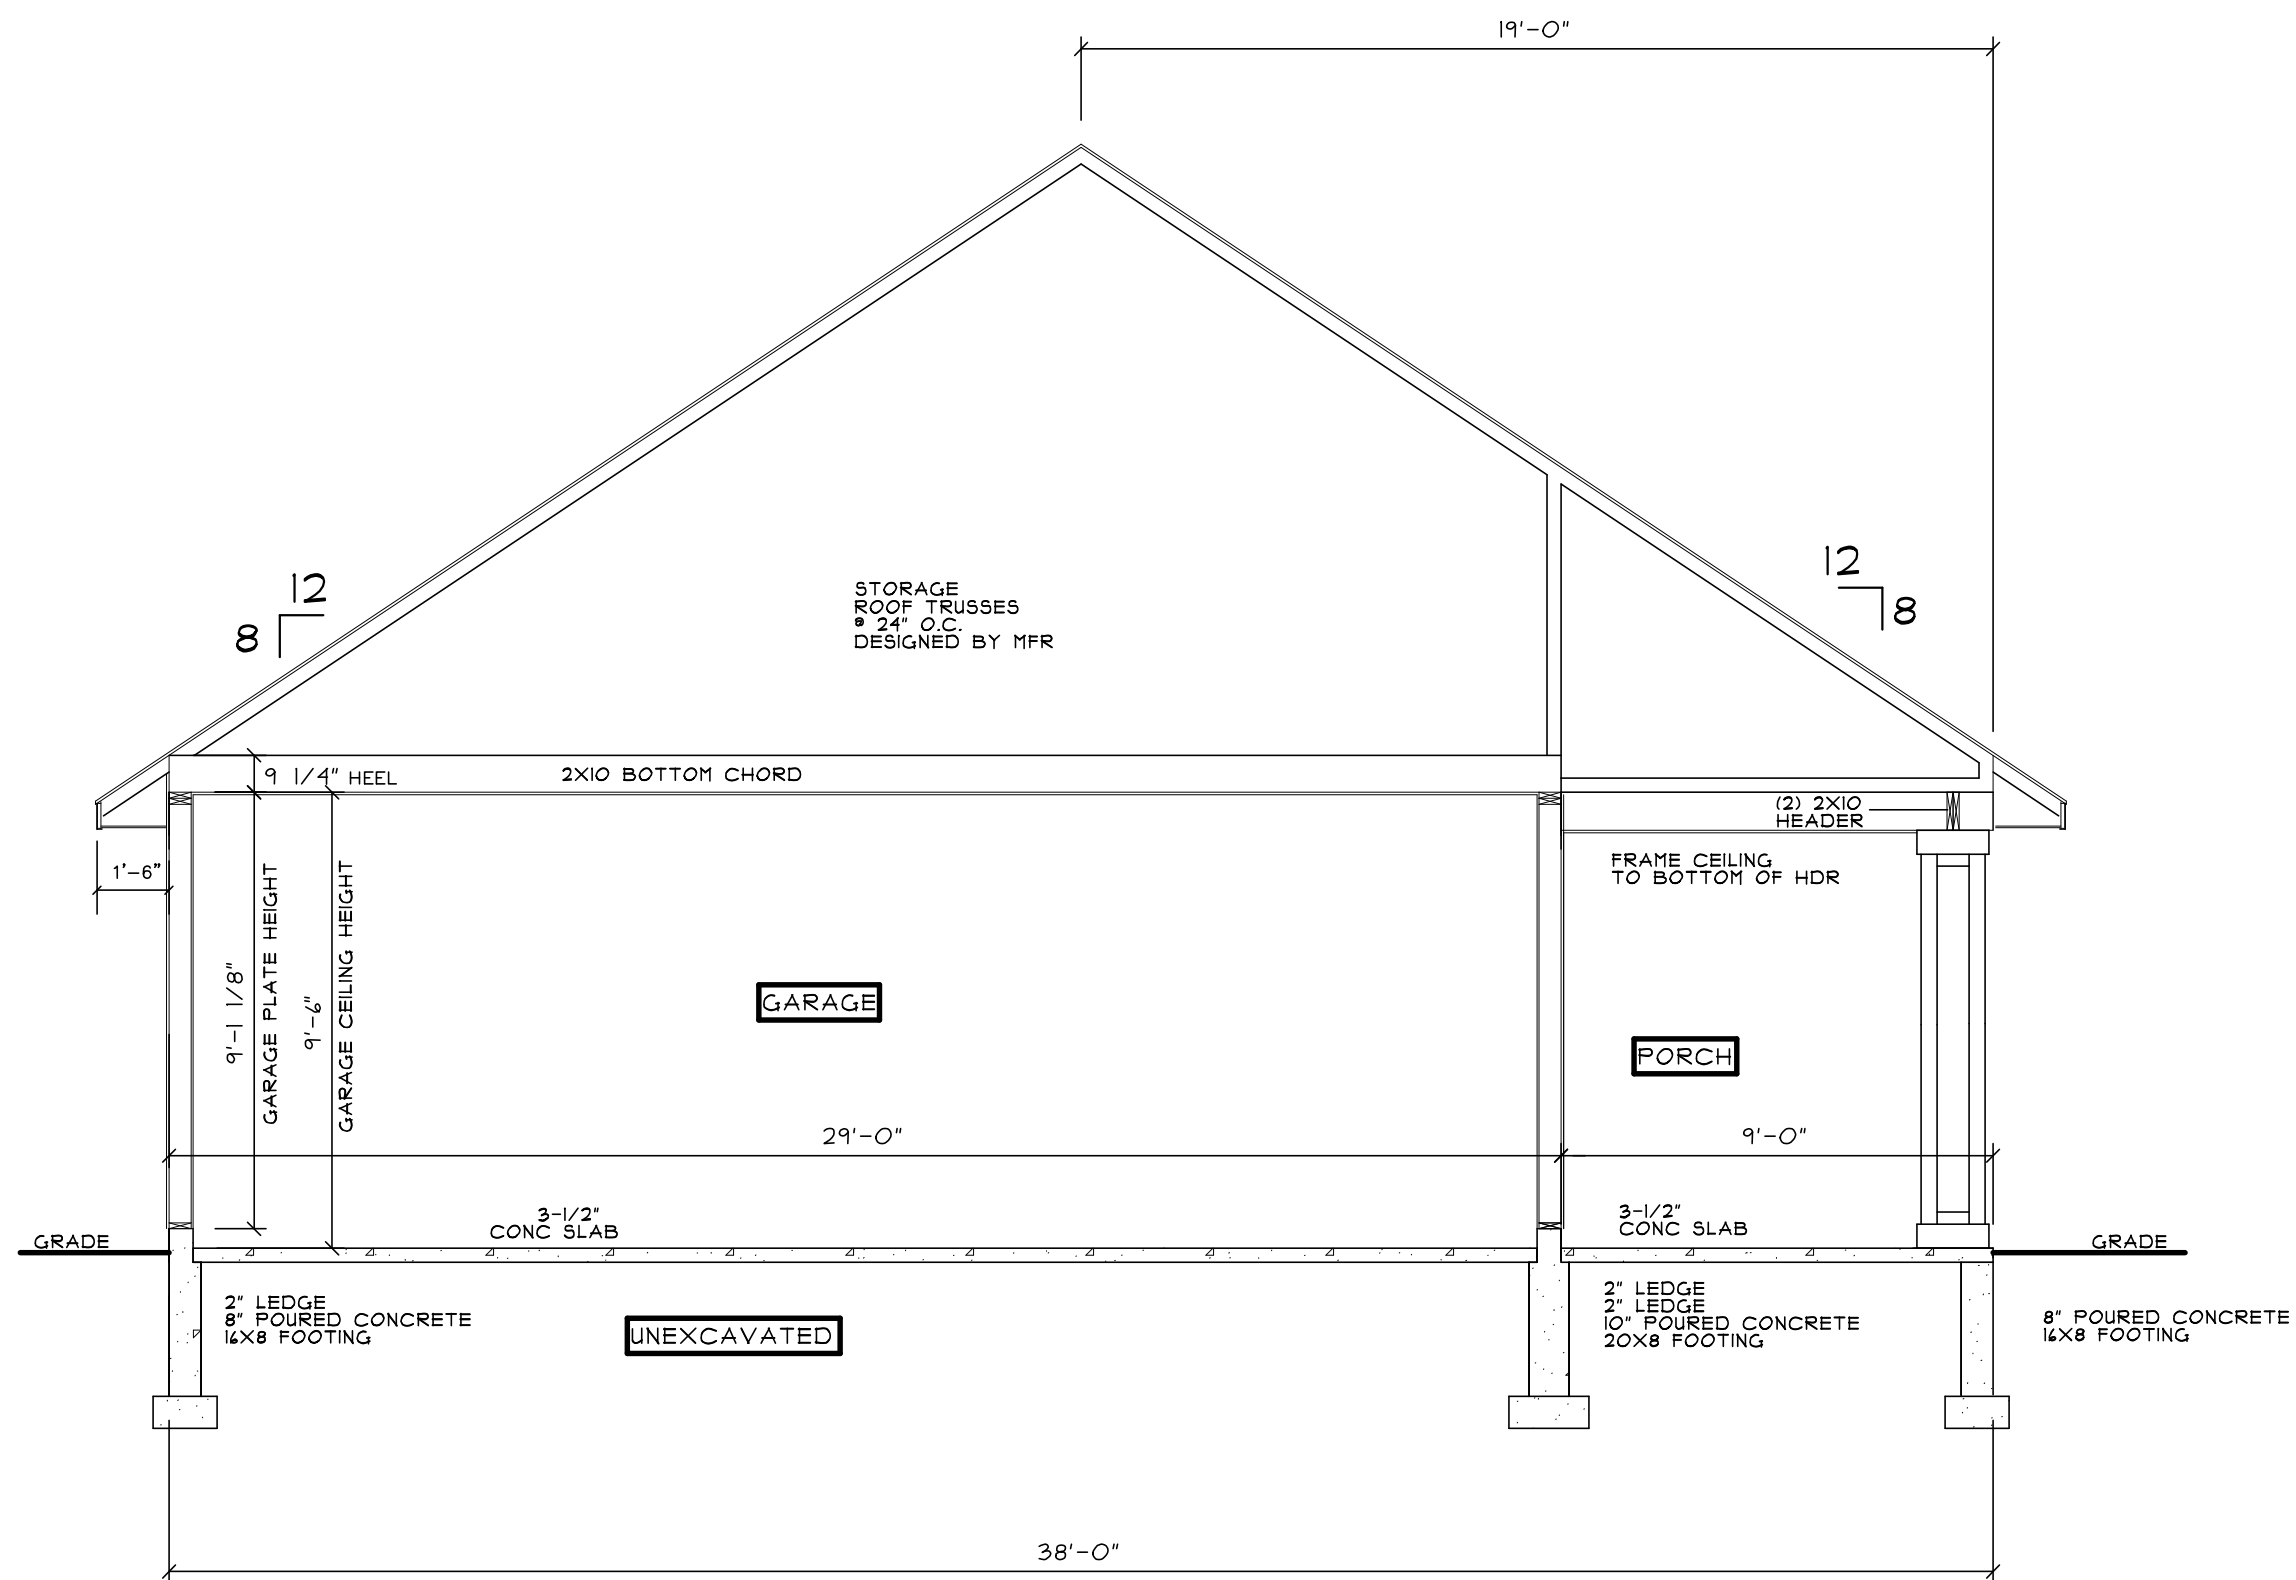 19'-0"
12
8
12
8
STORAGE
ROOF TRUSSES
@ 24" O.C.
DESIGNED BY MFR
9 1/4" HEEL
2X10 BOTTOM CHORD
(2) 2X10
HEADER
FRAME CEILING
TO BOTTOM OF HDR
1'-6"
9'-1 1/8"
GARAGE PLATE HEIGHT
9'-6"
GARAGE CEILING HEIGHT
GARAGE
PORCH
29'-0"
9'-0"
3-1/2"
CONC SLAB
3-1/2"
CONC SLAB
GRADE
GRADE
2" LEDGE
8" POURED CONCRETE
16X8 FOOTING
UNEXCAVATED
2" LEDGE
2" LEDGE
10" POURED CONCRETE
20X8 FOOTING
8" POURED CONCRETE
16X8 FOOTING
38'-0"